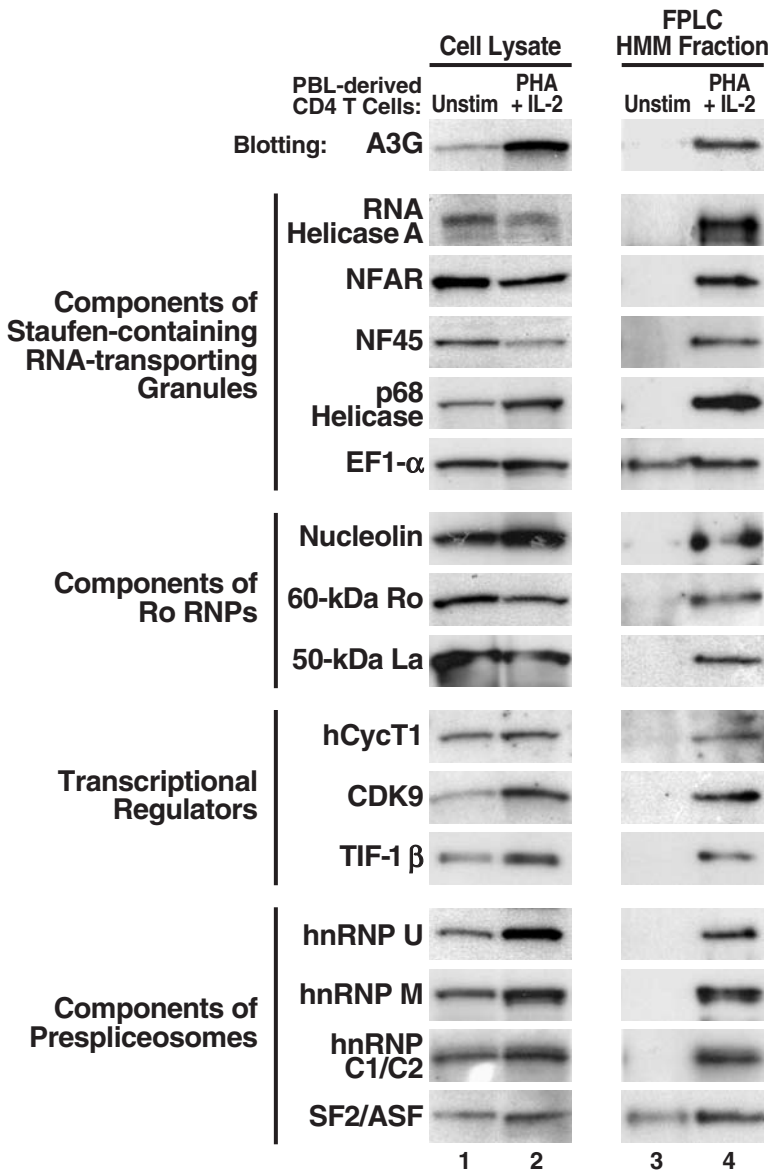 FPLC
Cell Lysate HMM Fraction
PBL-derived PHA PHA
CD4 T Cells: Unstim + IL-2 Unstim + IL-2
Blotting: A3G
RNA
Helicase A
NFAR
Components of
Staufen-containing
RNA-transporting
Granules
NF45
p68
Helicase
EF1-α
Nucleolin
Components of
Ro RNPs
60-kDa Ro
50-kDa La
hCycT1
Transcriptional
Regulators
CDK9
TIF-1 β
hnRNP U
hnRNP M
Components of
Prespliceosomes
hnRNP
C1/C2
SF2/ASF
1 2 3 4